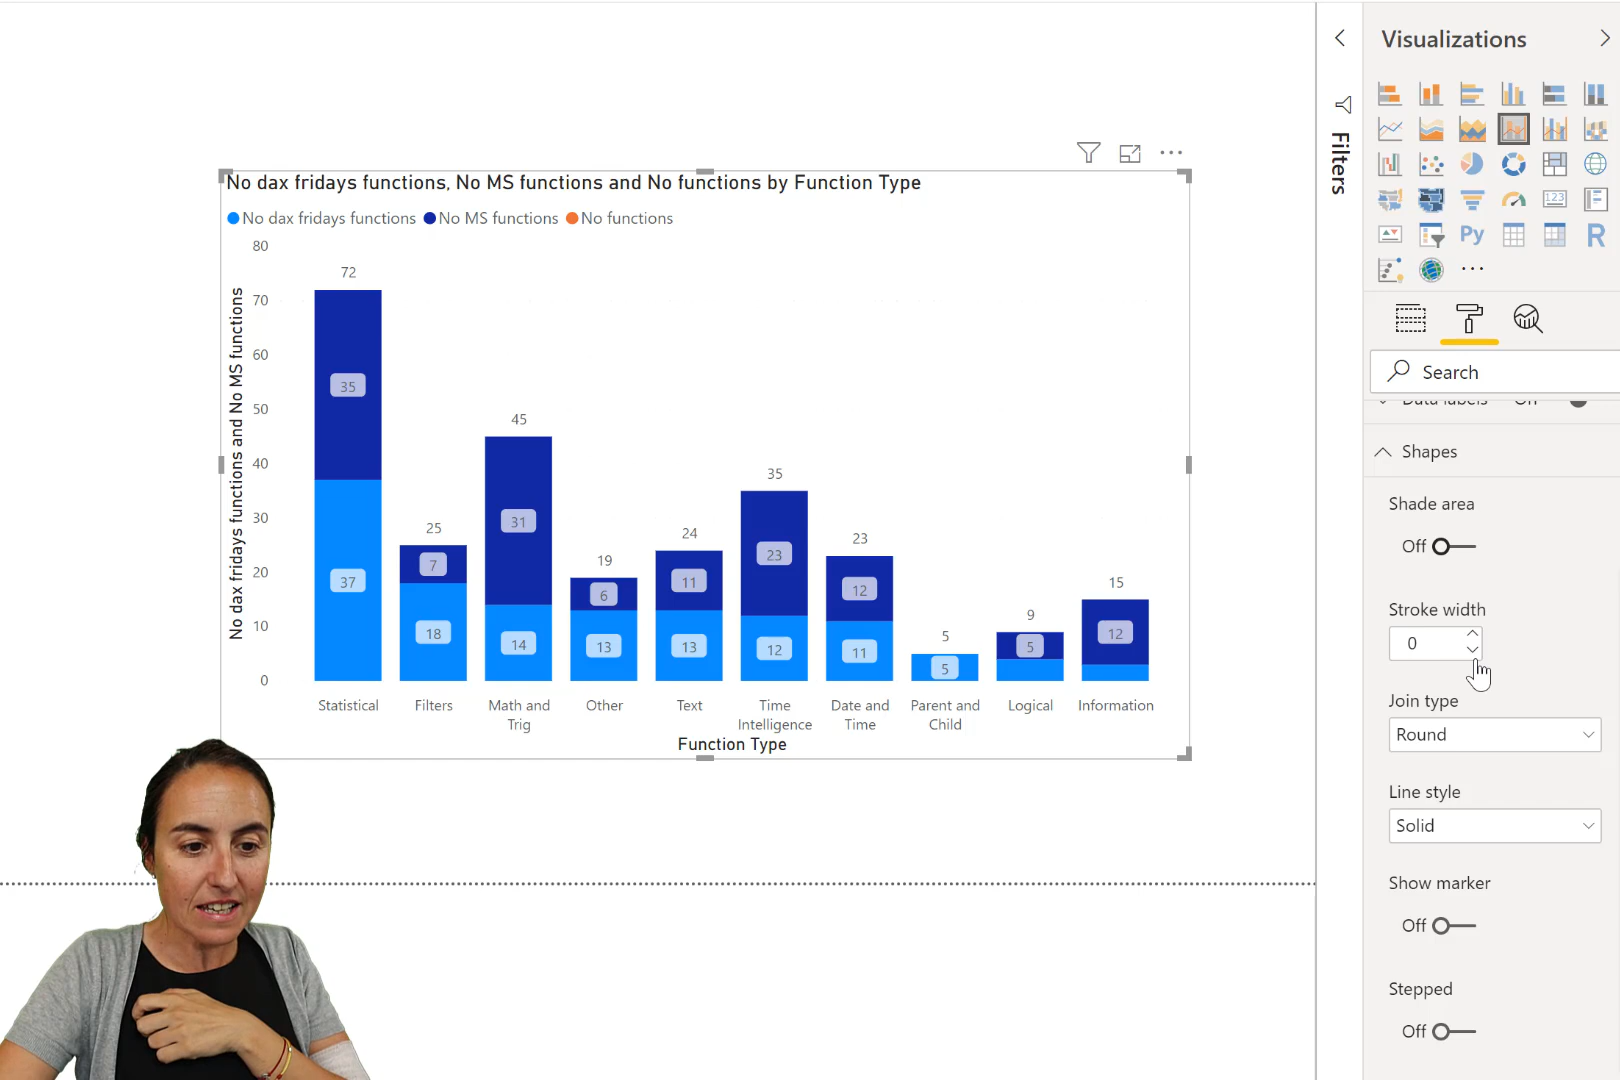 Visualizations
Filters
No dax fridays functions, No MS functions and No functions by Function Type
No dax fridays functions No MS functions No functions
No dax fridays functions and No MS functions
80
70
60
50
40
30
20
10
0
72
35
37
25
7
18
45
31
14
19
6
13
24
11
13
35
23
12
23
12
11
5
5
9
5
15
12
Statistical
Filters
Math and
Trig
Other
Text
Time
Intelligence
Date and
Time
Parent and
Child
Logical
Information
Function Type
123
Py
R
Search
Data labels
Shapes
Shade area
Off
Stroke width
0
Join type
Round
Line style
Solid
Show marker
Off
Stepped
Off